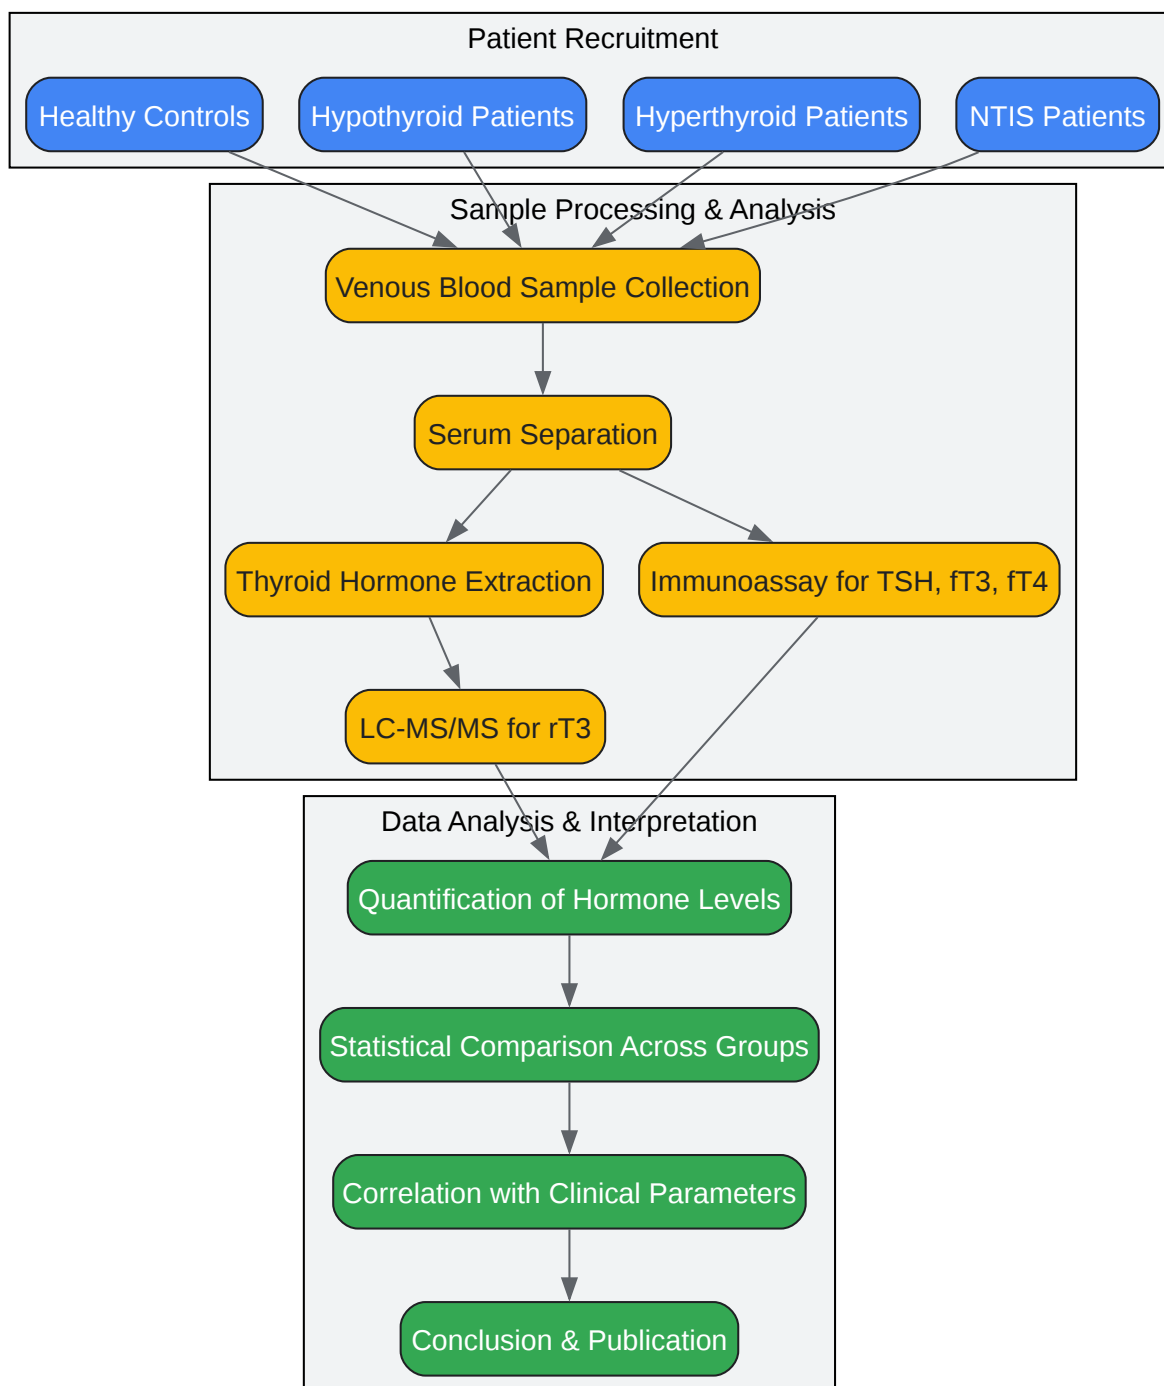 Patient Recruitment
Healthy Controls
Hypothyroid Patients
Hyperthyroid Patients
NTIS Patients
Sample Processing & Analysis
Venous Blood Sample Collection
Serum Separation
Thyroid Hormone Extraction
Immunoassay for TSH, fT3, fT4
LC-MS/MS for rT3
Data Analysis & Interpretation
Quantification of Hormone Levels
Statistical Comparison Across Groups
Correlation with Clinical Parameters
Conclusion & Publication